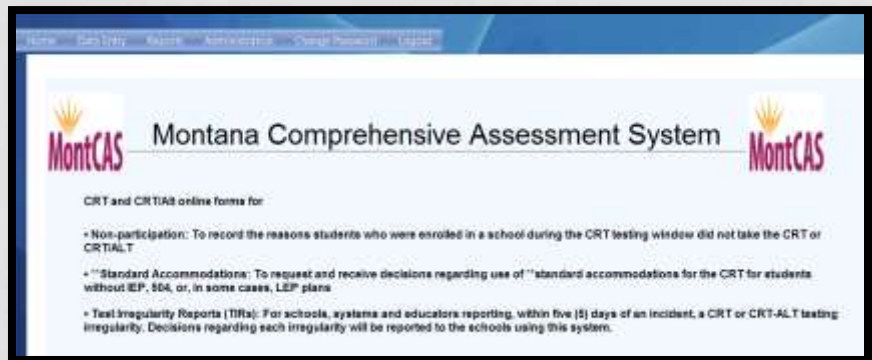 Home Data Entry Reports Administration Change Password Logout
MontCAS Montana Comprehensive Assessment System MontCAS
CRT and CRT/Alt online forms for
• Non-participation: To record the reasons students who were enrolled in a school during the CRT testing window did not take the CRT or
CRT/ALT
• **Standard Accommodations: To request and receive decisions regarding use of **standard accommodations for the CRT for students
without IEP, 504, or, in some cases, LEP plans
• Test Irregularity Reports (TIRs): For schools, systems and educators reporting, within five (5) days of an incident, a CRT or CRT-ALT testing
irregularity. Decisions regarding each irregularity will be reported to the schools using this system.